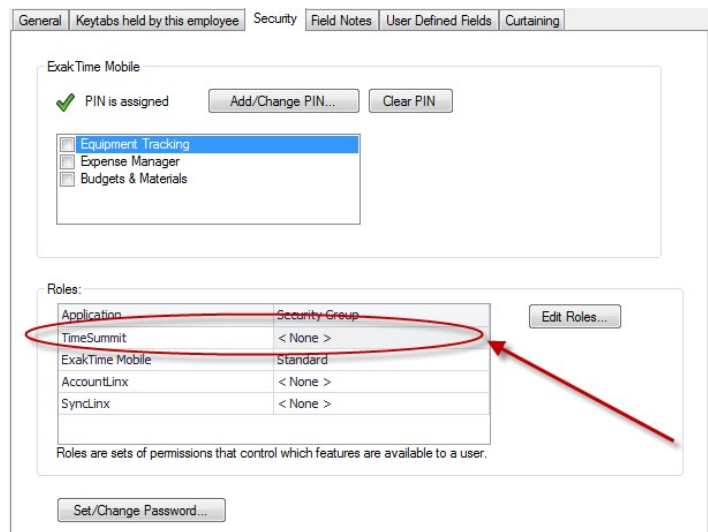 General Keytabs held by this employee Security Field Notes User Defined Fields Curtaining
ExakTime Mobile
PIN is assigned Add/Change PIN... Clear PIN
Equipment Tracking
Expense Manager
Budgets & Materials
Roles:
Application Security Group Edit Roles...
TimeSummit < None >
ExakTime Mobile Standard
AccountLinx < None >
SyncLinx < None >
Roles are sets of permissions that control which features are available to a user.
Set/Change Password...